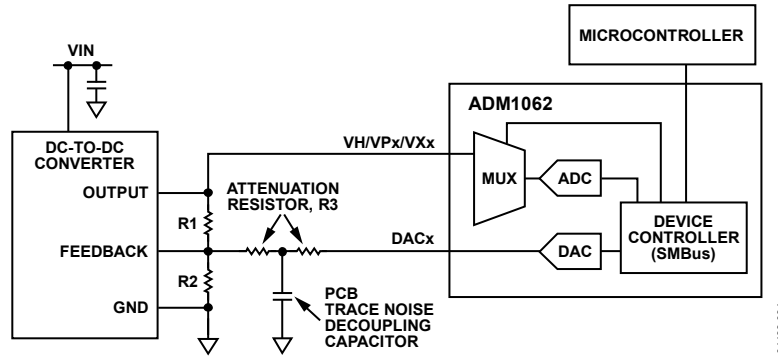 VIN
DC-TO-DC
CONVERTER
OUTPUT
FEEDBACK
GND
R1
R2
ATTENUATION
RESISTOR, R3
PCB
TRACE NOISE
DECOUPLING
CAPACITOR
VH/VPx/VXx
DACx
MICROCONTROLLER
ADM1062
MUX
ADC
DAC
DEVICE
CONTROLLER
(SMBus)